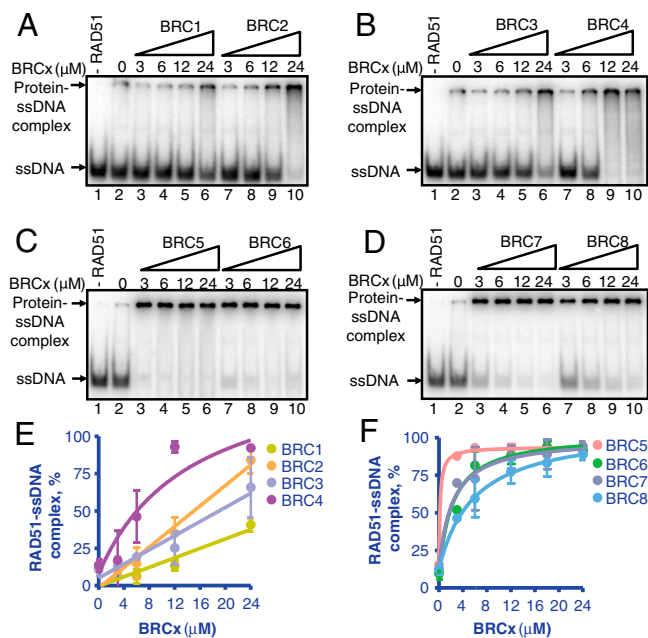 A
- RAD51
BRC1 BRC2
BRCx (μM) 0 3 6 12 24 3 6 12 24
Protein-
ssDNA
complex
ssDNA
1 2 3 4 5 6 7 8 9 10
B
- RAD51
BRC3 BRC4
BRCx (μM) 0 3 6 12 24 3 6 12 24
Protein-
ssDNA
complex
ssDNA
1 2 3 4 5 6 7 8 9 10
C
- RAD51
BRC5 BRC6
BRCx (μM) 0 3 6 12 24 3 6 12 24
Protein-
ssDNA
complex
ssDNA
1 2 3 4 5 6 7 8 9 10
D
- RAD51
BRC7 BRC8
BRCx (μM) 0 3 6 12 24 3 6 12 24
Protein-
ssDNA
complex
ssDNA
1 2 3 4 5 6 7 8 9 10
E
RAD51-ssDNA
complex, %
100
75
50
25
0
0 4 8 12 16 20 24
BRCx (μM)
BRC1
BRC2
BRC3
BRC4
F
RAD51-ssDNA
complex, %
100
75
50
25
0
0 4 8 12 16 20 24
BRCx (μM)
BRC5
BRC6
BRC7
BRC8